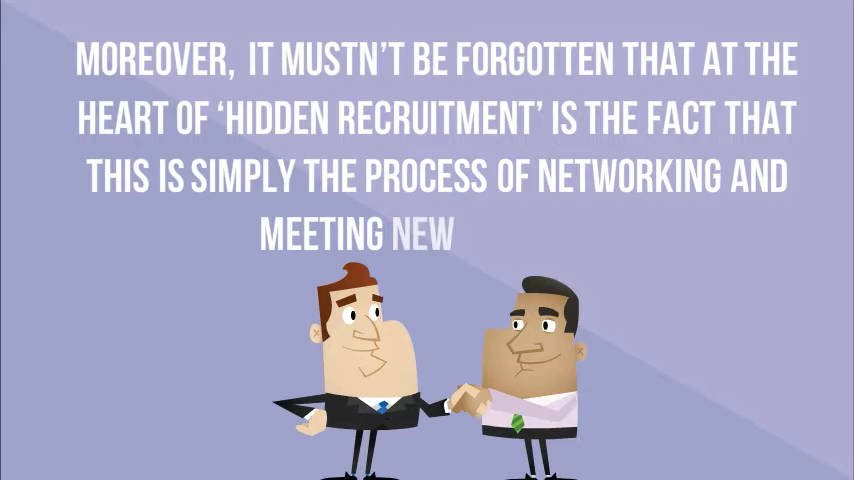 MOREOVER, IT MUSTN'T BE FORGOTTEN THAT AT THE
HEART OF ‘HIDDEN RECRUITMENT’ IS THE FACT THAT
THIS IS SIMPLY THE PROCESS OF NETWORKING AND
MEETING NEW